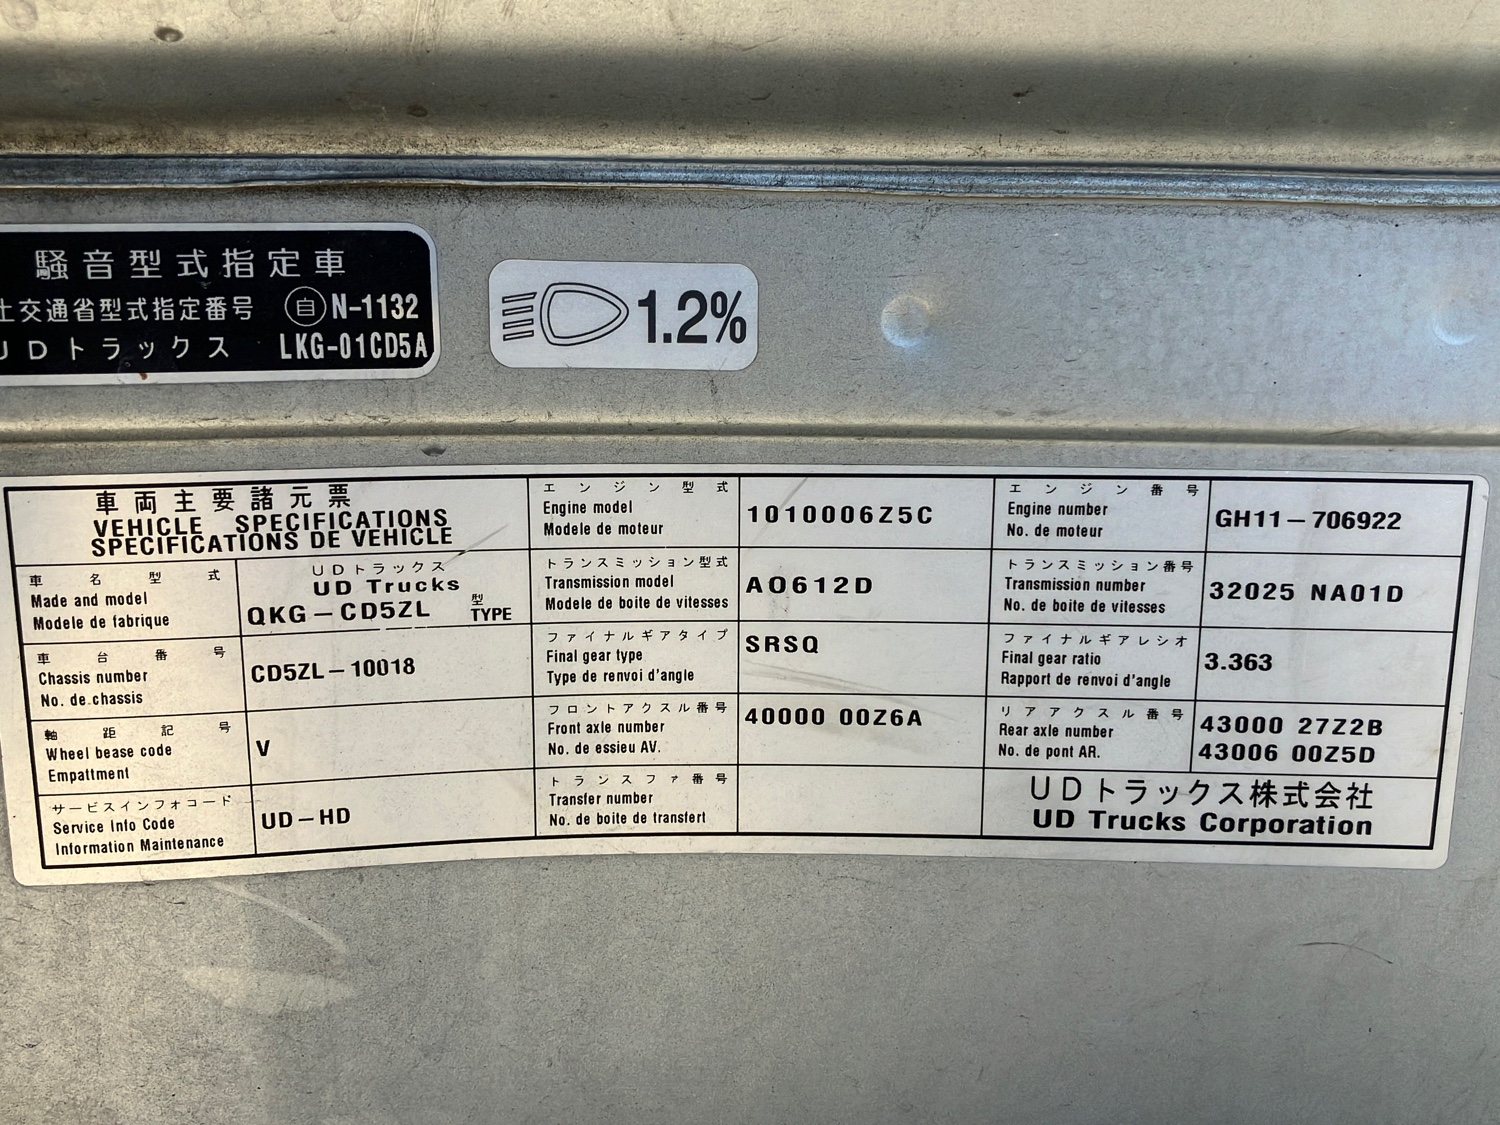 騒音型式指定車
土交通省型式指定番号 自 N-1132
UDトラックス LKG-01CD5A
1.2%
車両主要諸元票
VEHICLE SPECIFICATIONS
SPECIFICATIONS DE VEHICLE
車名型式
Made and model
Modele de fabrique
UDトラックス
UD Trucks
QKG-CD5ZL 型 TYPE
車台番号
Chassis number
No. de chassis
CD5ZL-10018
軸距記号
Wheel bease code
Empattment
V
サービスインフォコード
Service Info Code
Information Maintenance
UD-HD
エンジン型式
Engine model
Modele de moteur
1010006Z5C
トランスミッション型式
Transmission model
Modele de boite de vitesses
AO612D
ファイナルギアタイプ
Final gear type
Type de renvoi d'angle
SRSQ
フロントアクスル番号
Front axle number
No. de essieu AV.
40000 00Z6A
トランスファ番号
Transfer number
No. de boite de transfert
エンジン番号
Engine number
No. de moteur
GH11-706922
トランスミッション番号
Transmission number
No. de boite de vitesses
32025 NA01D
ファイナルギアレシオ
Final gear ratio
Rapport de renvoi d'angle
3.363
リアアクスル番号
Rear axle number
No. de pont AR.
43000 27Z2B
43006 00Z5D
UDトラックス株式会社
UD Trucks Corporation